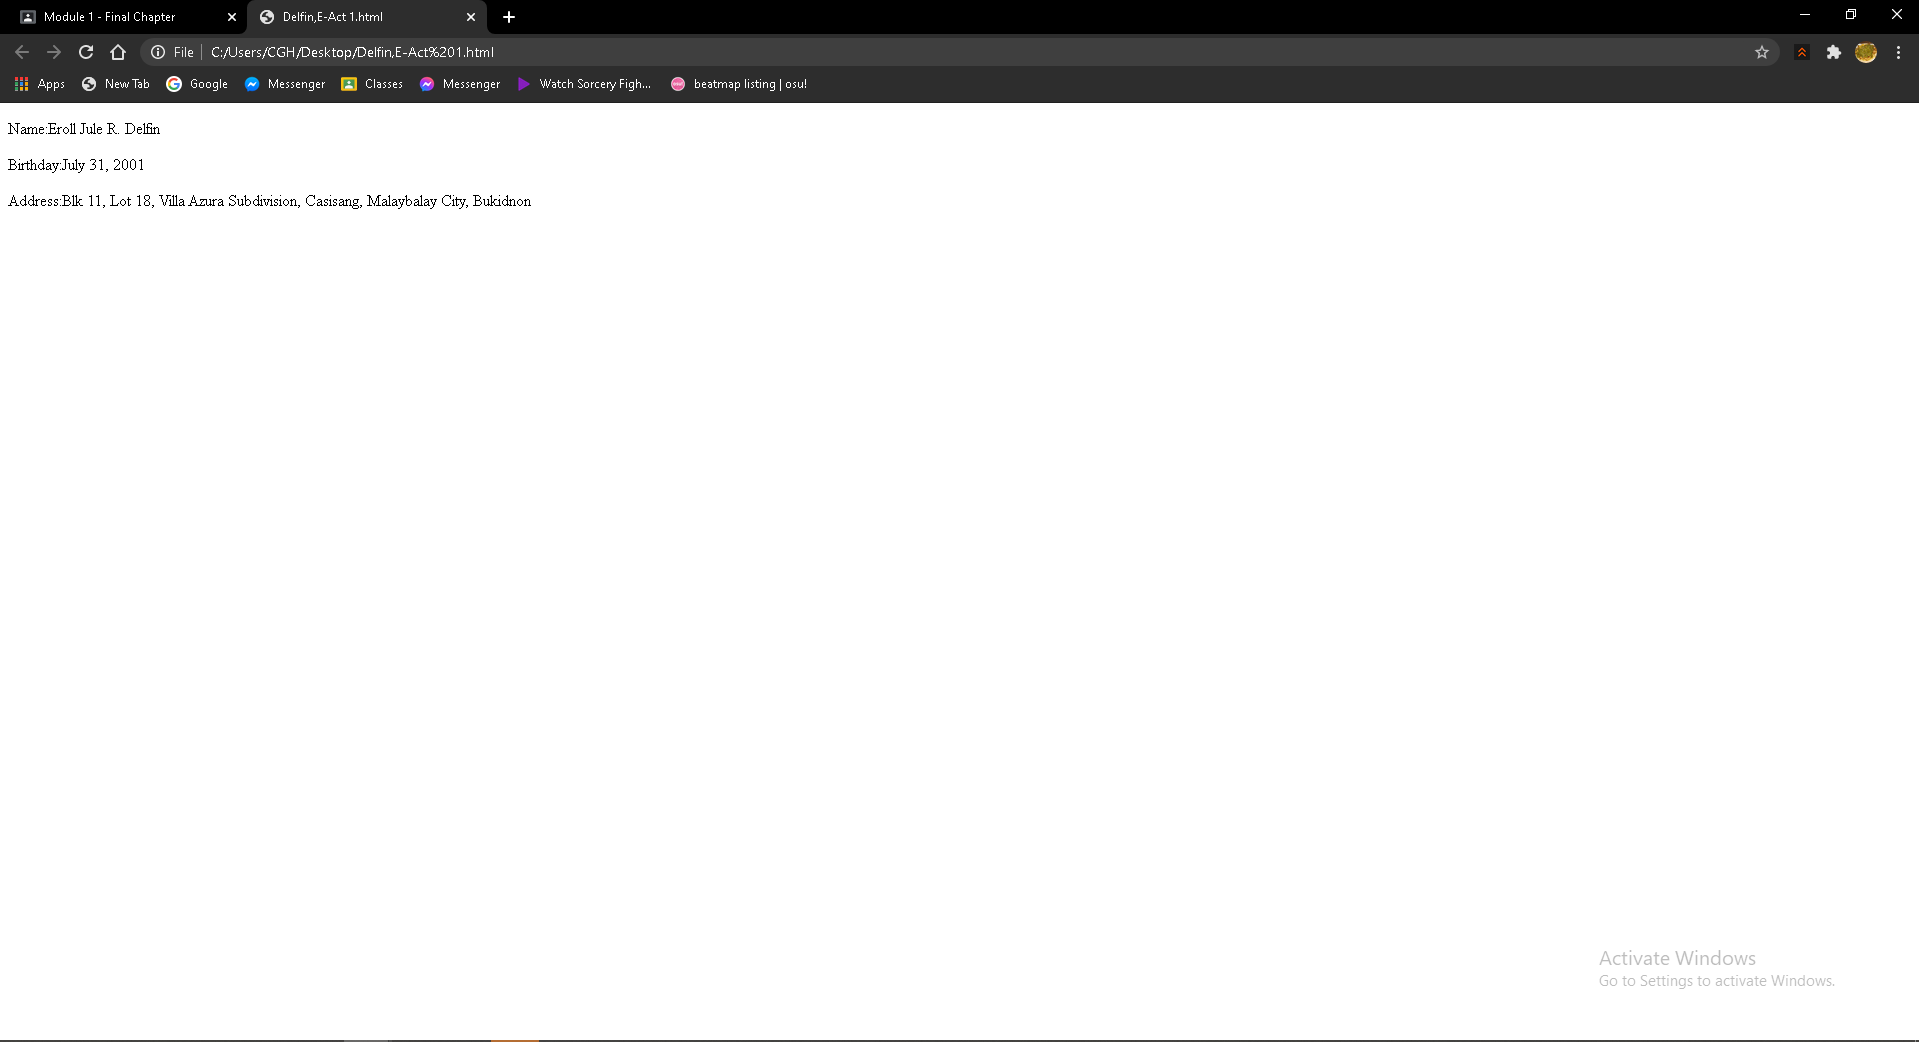 Module 1 - Final Chapter
Delfin,E-Act 1.html
File
C:/Users/CGH/Desktop/Delfin,E-Act%201.html
Apps
New Tab
Google
Messenger
Classes
Messenger
Watch Sorcery Figh...
beatmap listing | osu!
Name:Eroll Jule R. Delfin
Birthday:July 31, 2001
Address:Blk 11, Lot 18, Villa Azura Subdivision, Casisang, Malaybalay City, Bukidnon
Activate Windows
Go to Settings to activate Windows.